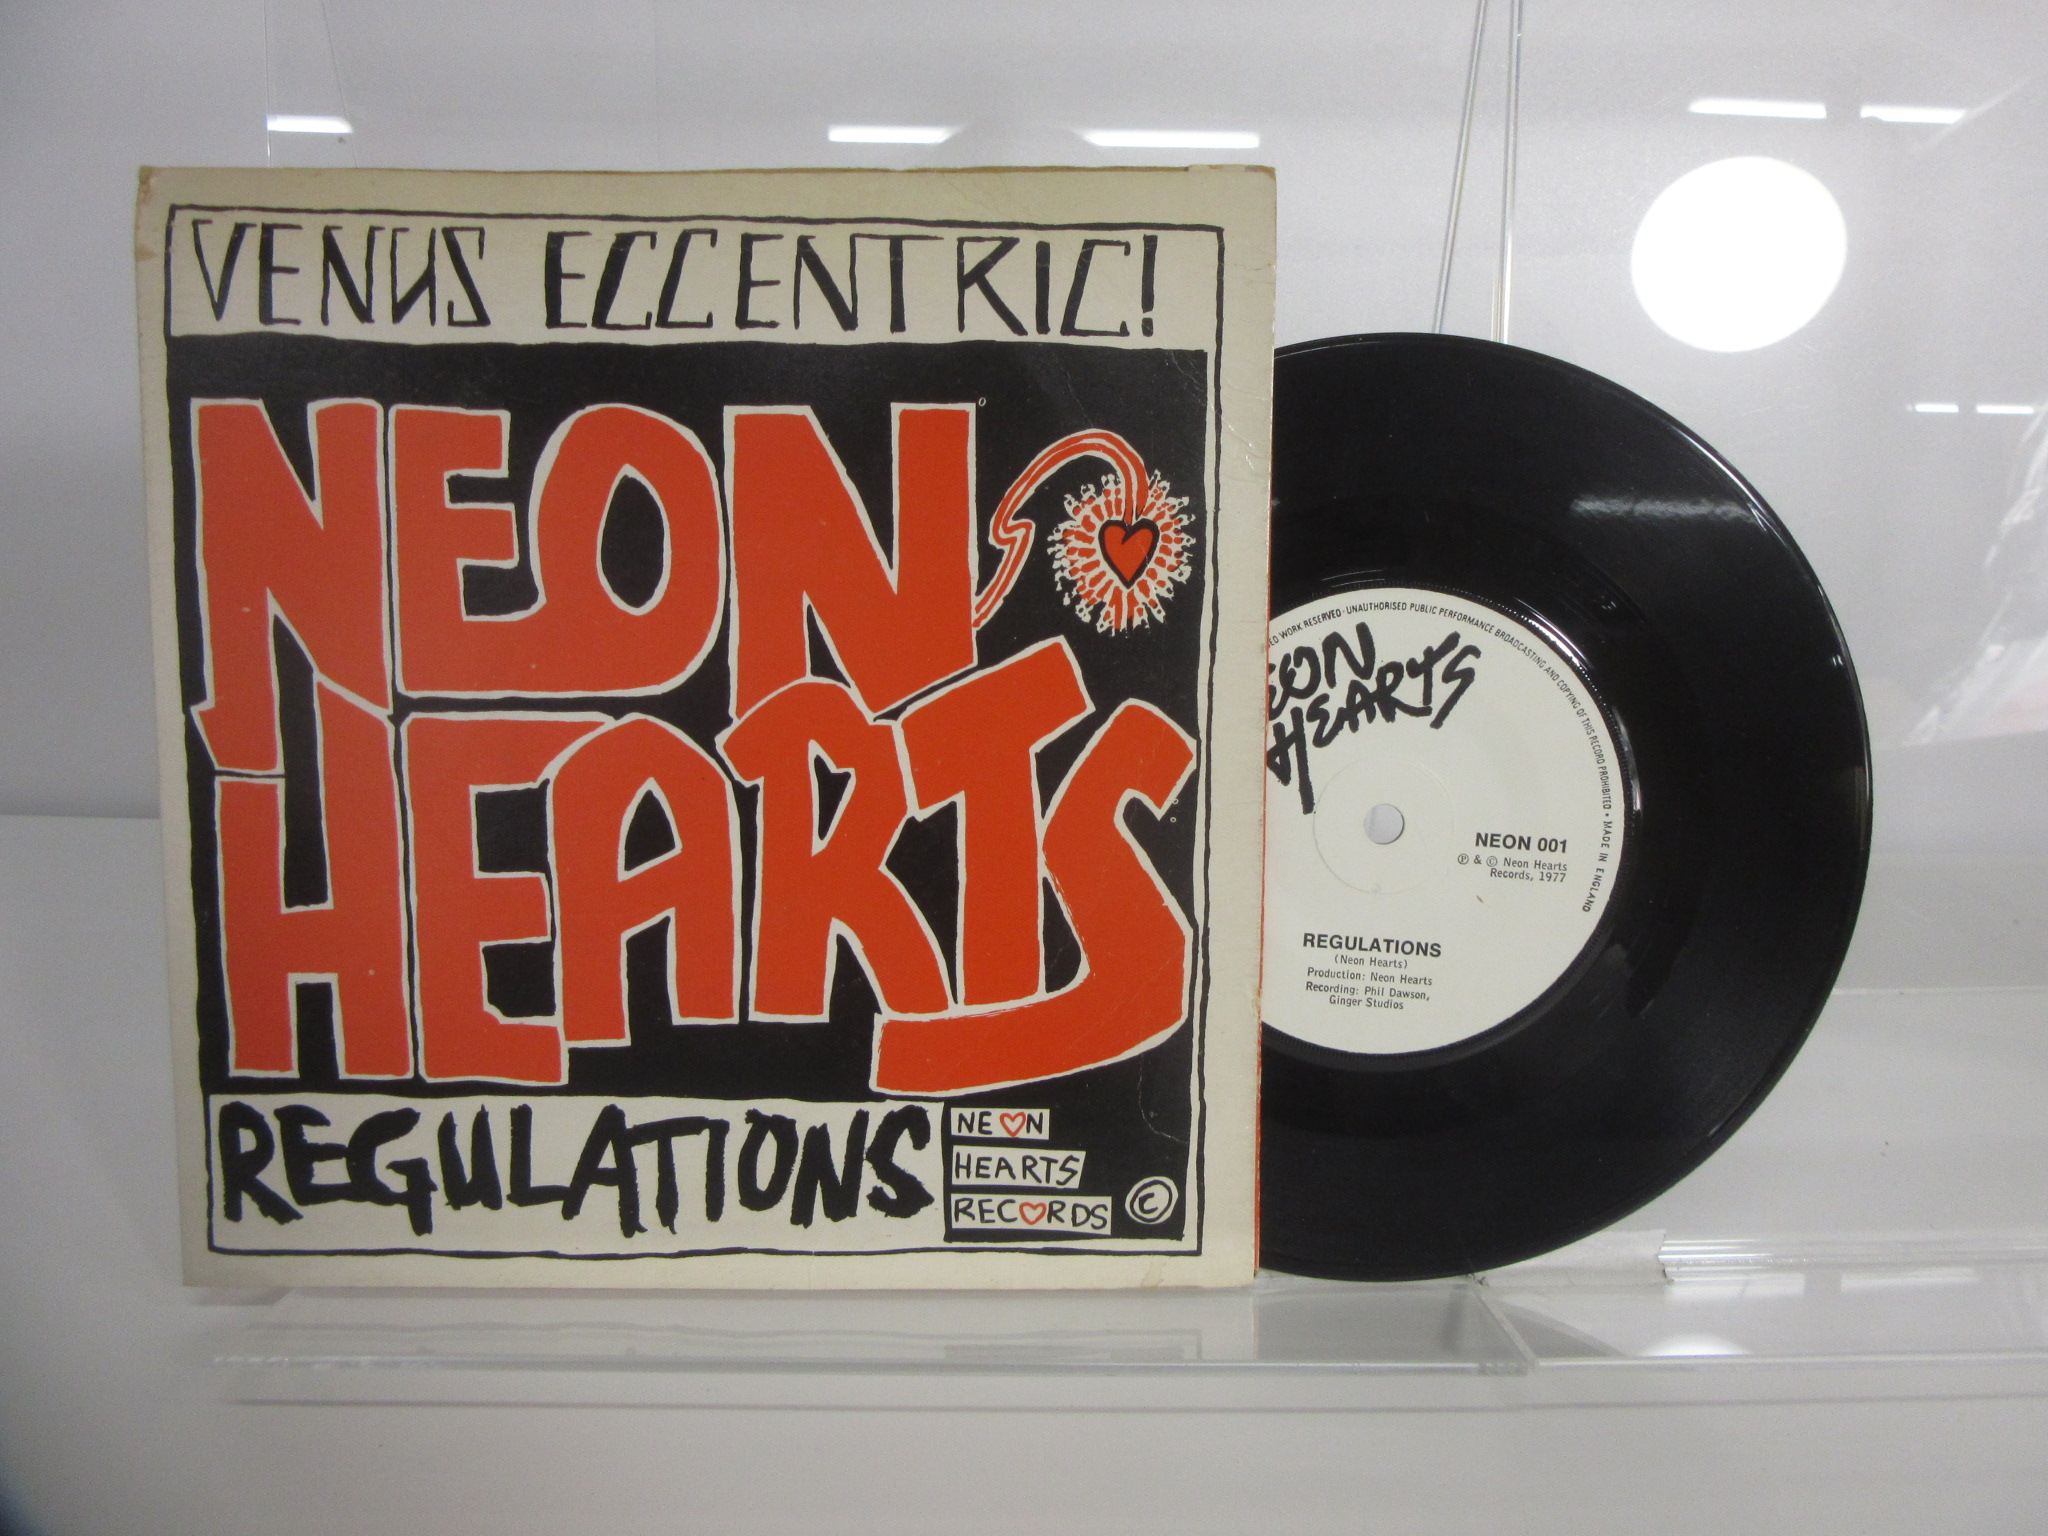 VENUS ECCENTRIC!
NEON
HEARTS
REGULATIONS
NEON
HEARTS
RECORDS
©
WORK RESERVED · UNAUTHORISED PUBLIC PERFORMANCE BROADCASTING AND COPYING OF THIS RECORD PROHIBITED • MADE IN ENGLAND
HEARTS
NEON 001
℗ & © Neon Hearts
Records, 1977
REGULATIONS
(Neon Hearts)
Production: Neon Hearts
Recording: Phil Dawson,
Ginger Studios